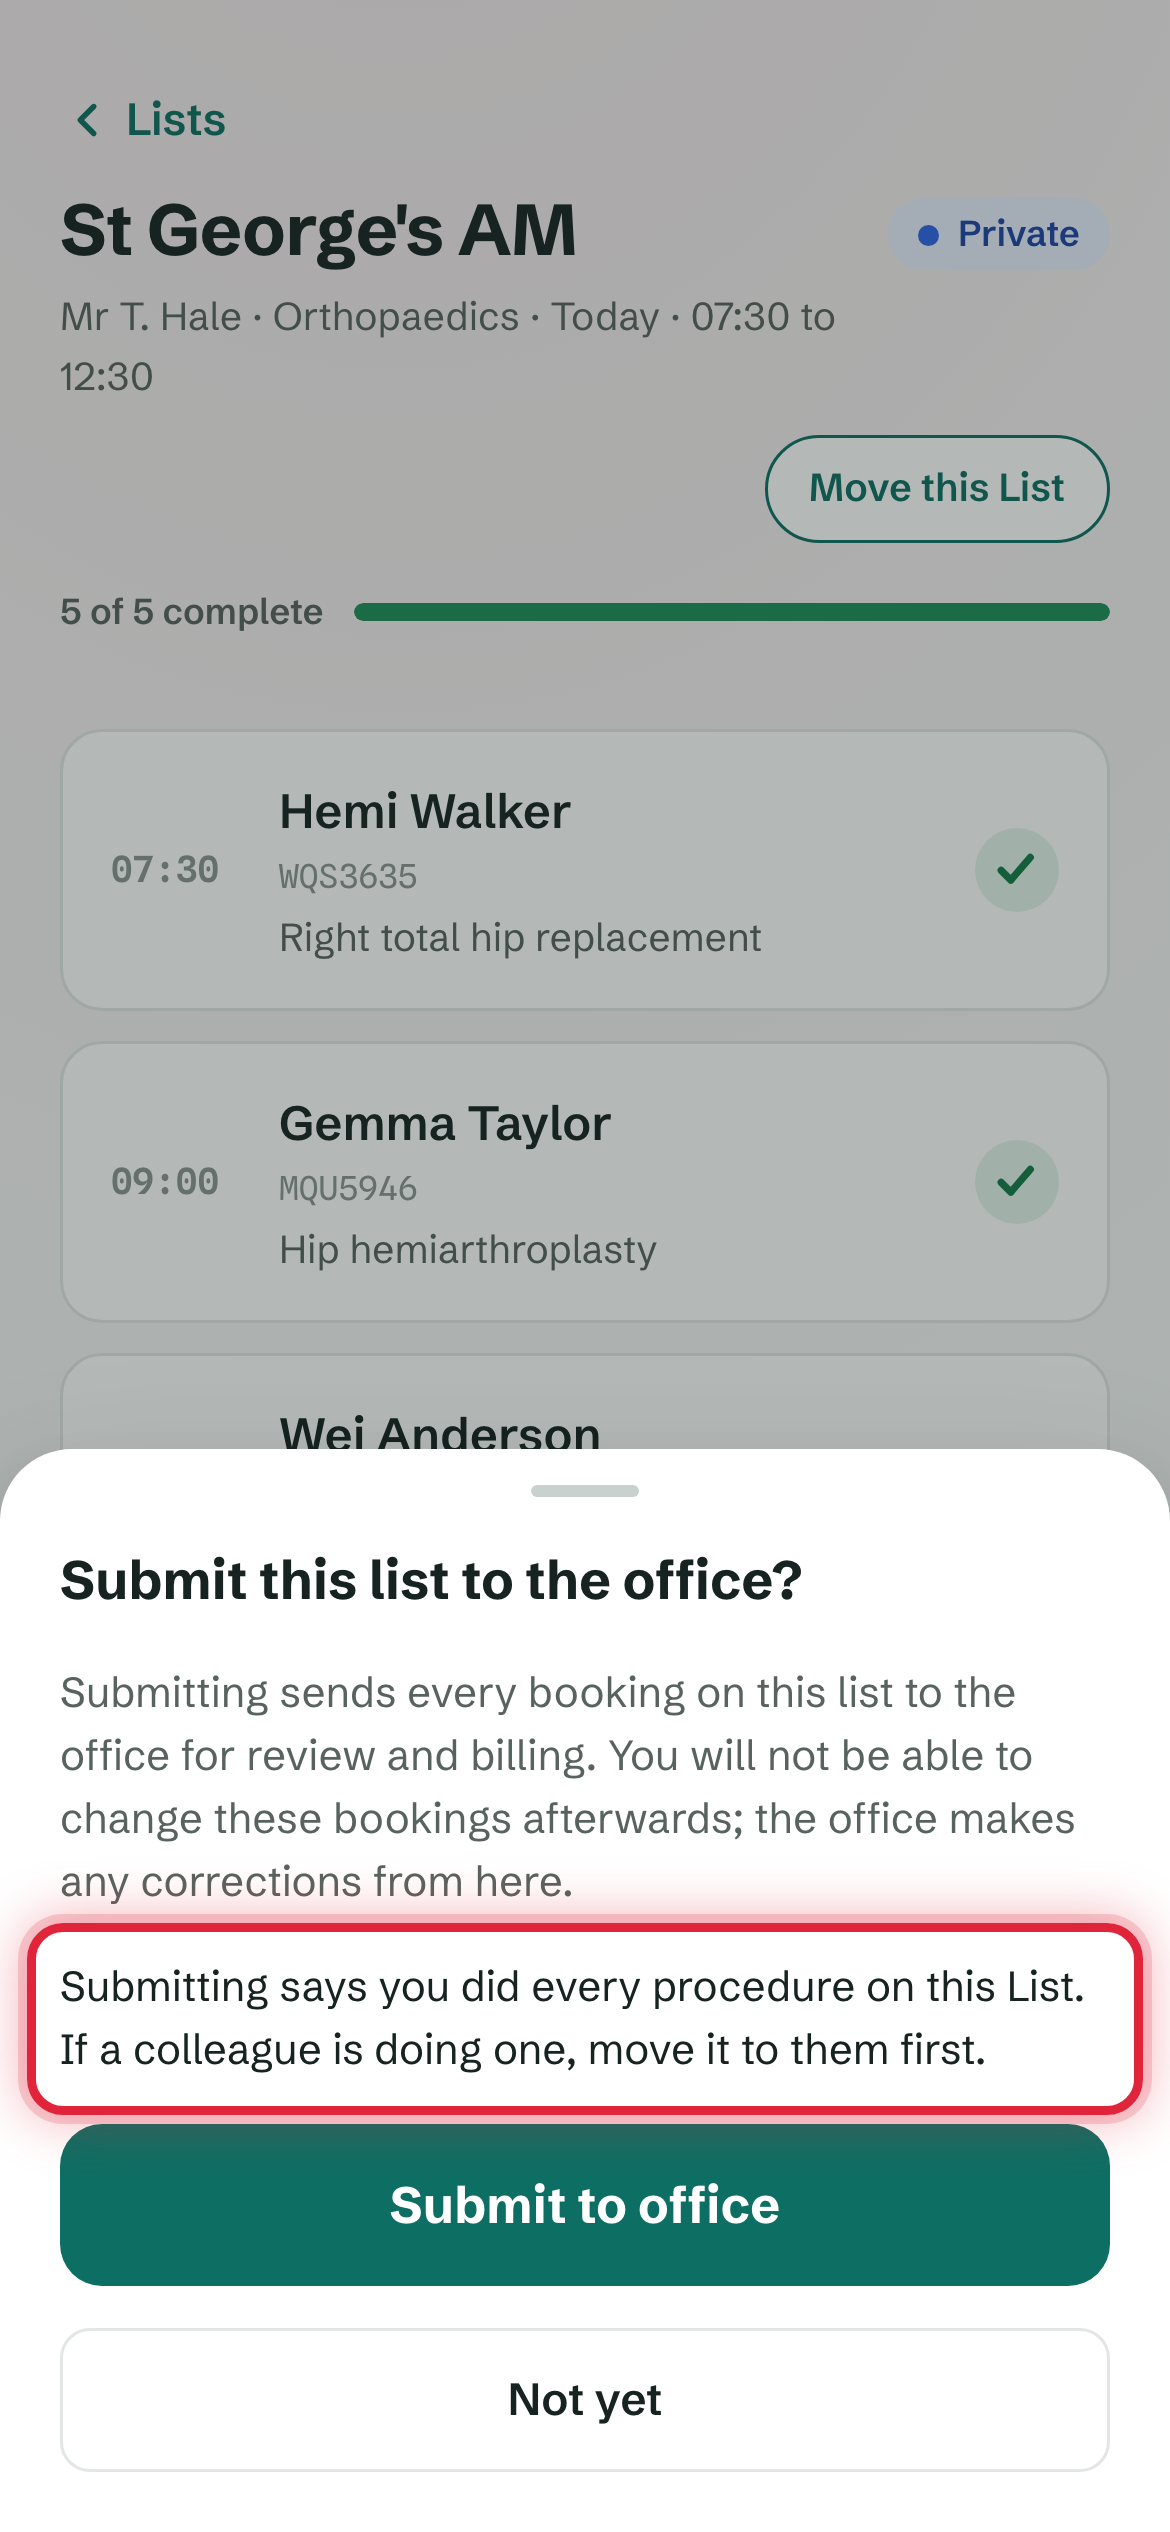 Lists
St George's AM
Private
Mr T. Hale · Orthopaedics · Today · 07:30 to
12:30
Move this List
5 of 5 complete
Hemi Walker
07:30
WQS3635
Right total hip replacement
Gemma Taylor
09:00
MQU5946
Hip hemiarthroplasty
Wei Anderson
Submit this list to the office?
Submitting sends every booking on this list to the
office for review and billing. You will not be able to
change these bookings afterwards; the office makes
any corrections from here.
Submitting says you did every procedure on this List.
If a colleague is doing one, move it to them first.
Submit to office
Not yet